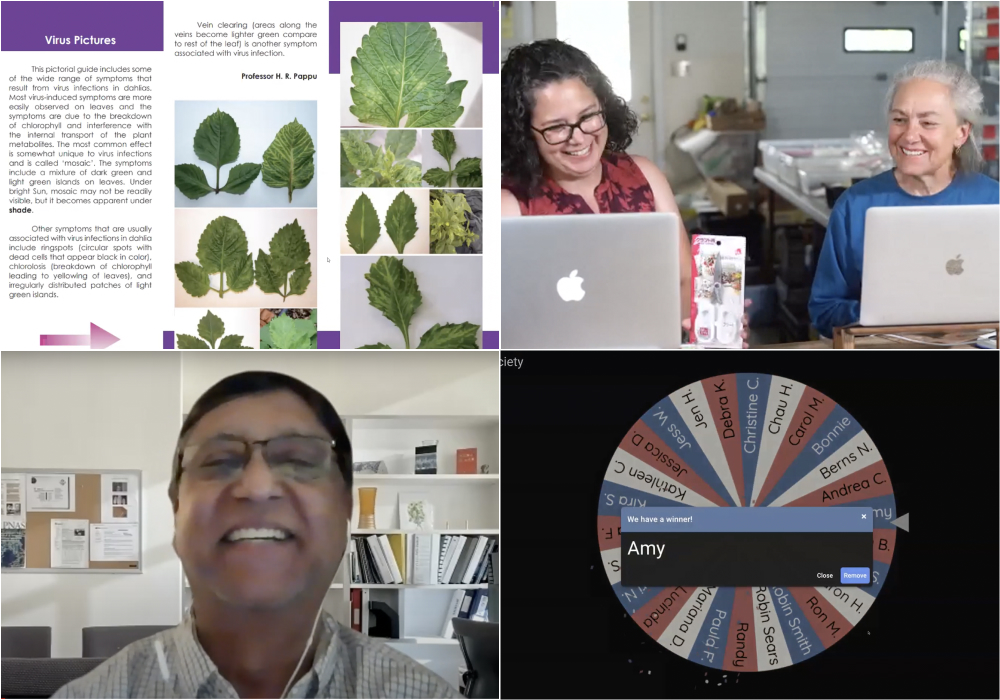 Virus Pictures
This pictorial guide includes some
of the wide range of symptoms that
result from virus infections in dahlias.
Most virus-induced symptoms are more
easily observed on leaves and the
symptoms are due to the breakdown
of chlorophyll and interference with
the internal transport of the plant
metabolites. The most common effect
is somewhat unique to virus infections
and is called 'mosaic'. The symptoms
include a mixture of dark green and
light green islands on leaves. Under
bright Sun, mosaic may not be readily
visible, but it becomes apparent under
shade.
Other symptoms that are usually
associated with virus infections in dahlia
include ringspots (circular spots with
dead cells that appear black in color),
chlorolosis (breakdown of chlorophyll
leading to yellowing of leaves), and
irregularly distributed patches of light
green islands.
Vein clearing (areas along the
veins become lighter green compare
to rest of the leaf) is another symptom
associated with virus infection.
Professor H. R. Pappu
PNAS
ciety
Jess W.
Jen H.
Debra K.
Christine C.
Chau H.
Carol M.
Bonnie
Berns N.
Andrea C.
my
B.
S.
ron H.
Ron M.
Robin Smith
Robin Sears
Randy
Paula F.
Mariana D.
Lucinda
d N.
S.
F.
Kira S.
Kathleen C.
Jessica D
We have a winner!
×
Amy
Close
Remove